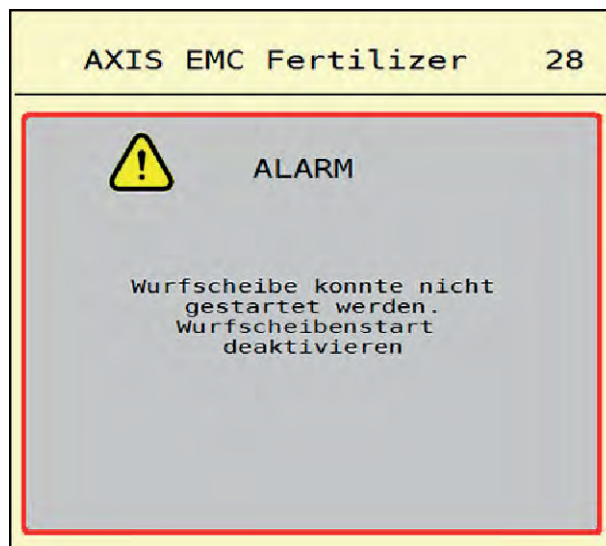 AXIS EMC Fertilizer 28
ALARM
Wurfscheibe konnte nicht
gestartet werden.
Wurfscheibenstart
deaktivieren